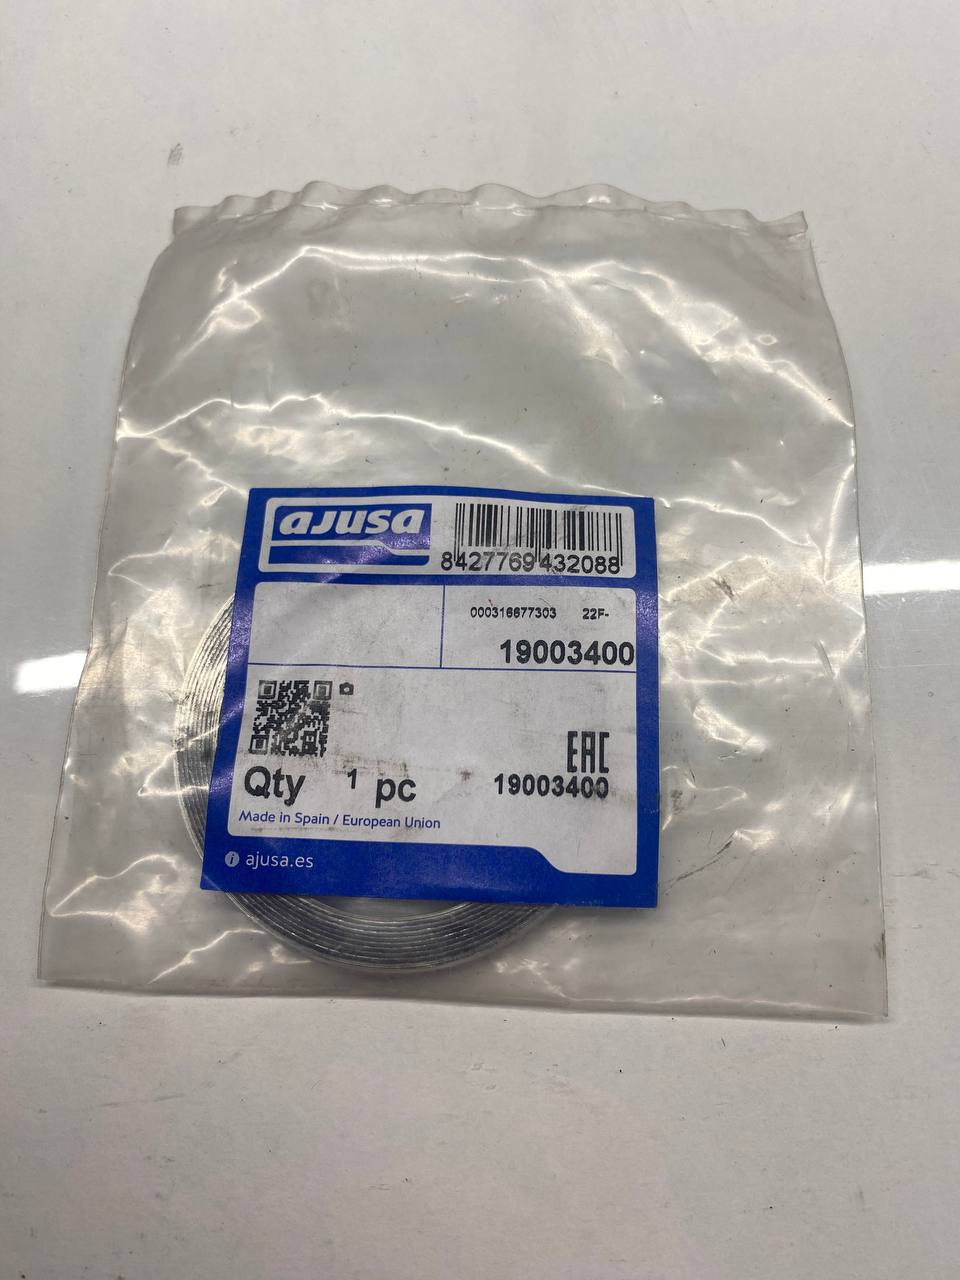 ajusa
8427769432088
000316677303 22F-
19003400
EAC
Qty 1 pc
19003400
Made in Spain / European Union
i ajusa.es